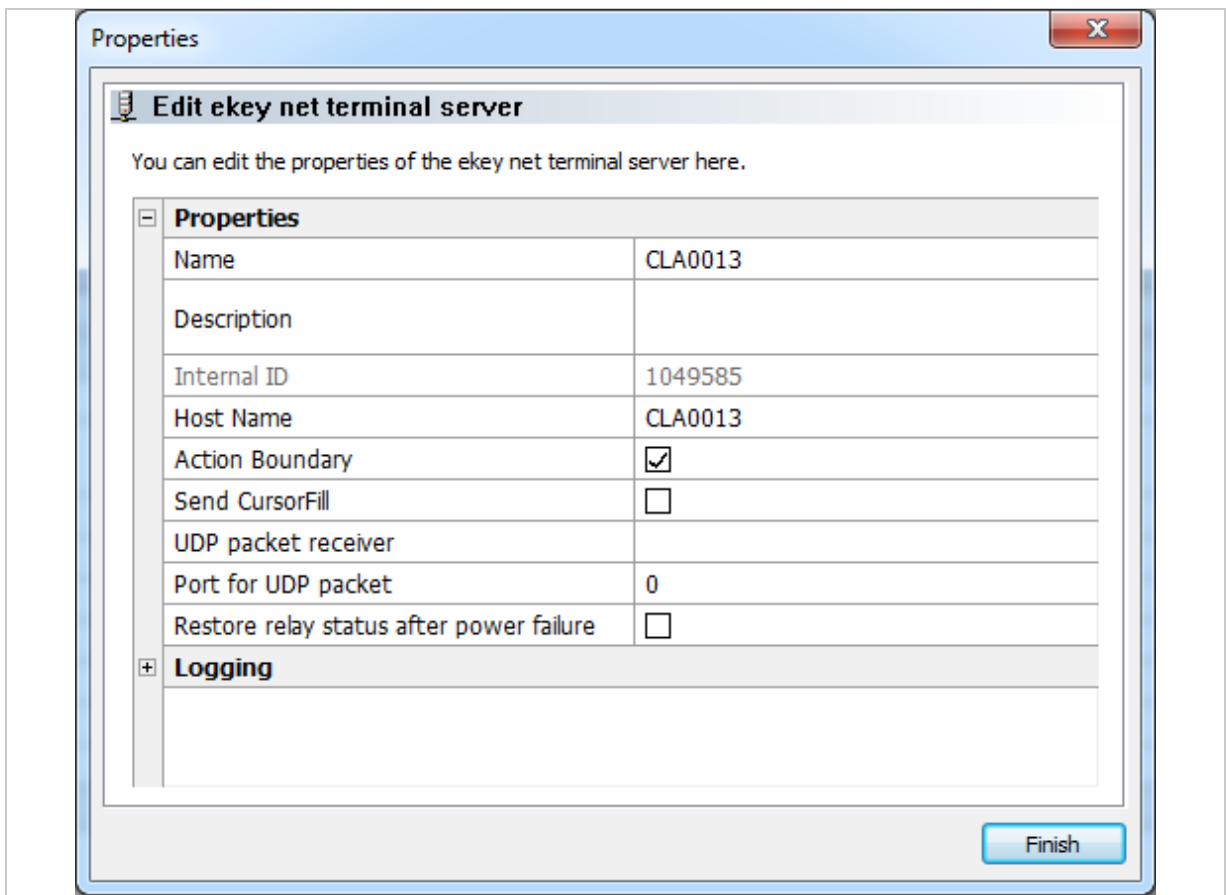 Properties
Edit ekey net terminal server
You can edit the properties of the ekey net terminal server here.
Properties
Name CLA0013
Description
Internal ID 1049585
Host Name CLA0013
Action Boundary
Send CursorFill
UDP packet receiver
Port for UDP packet 0
Restore relay status after power failure
Logging
Finish